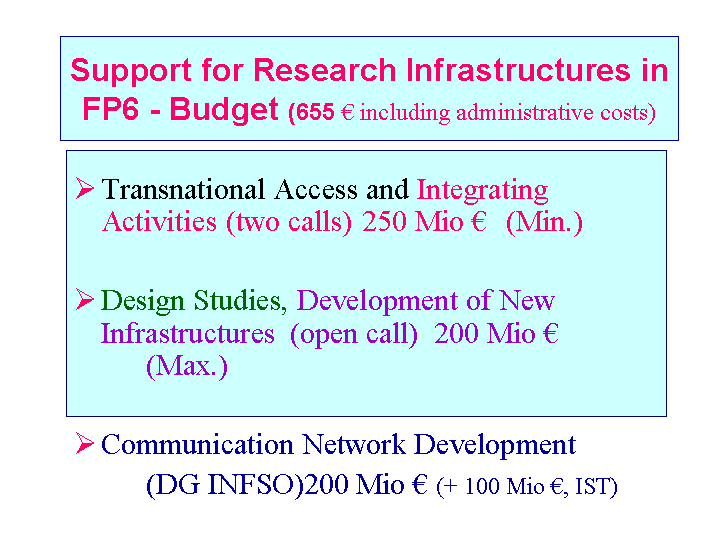 Support for Research Infrastructures in
FP6 - Budget (655 € including administrative costs)
➢ Transnational Access and Integrating
Activities (two calls) 250 Mio € (Min.)
➢ Design Studies, Development of New
Infrastructures (open call) 200 Mio €
(Max.)
➢ Communication Network Development
(DG INFSO)200 Mio € (+ 100 Mio €, IST)